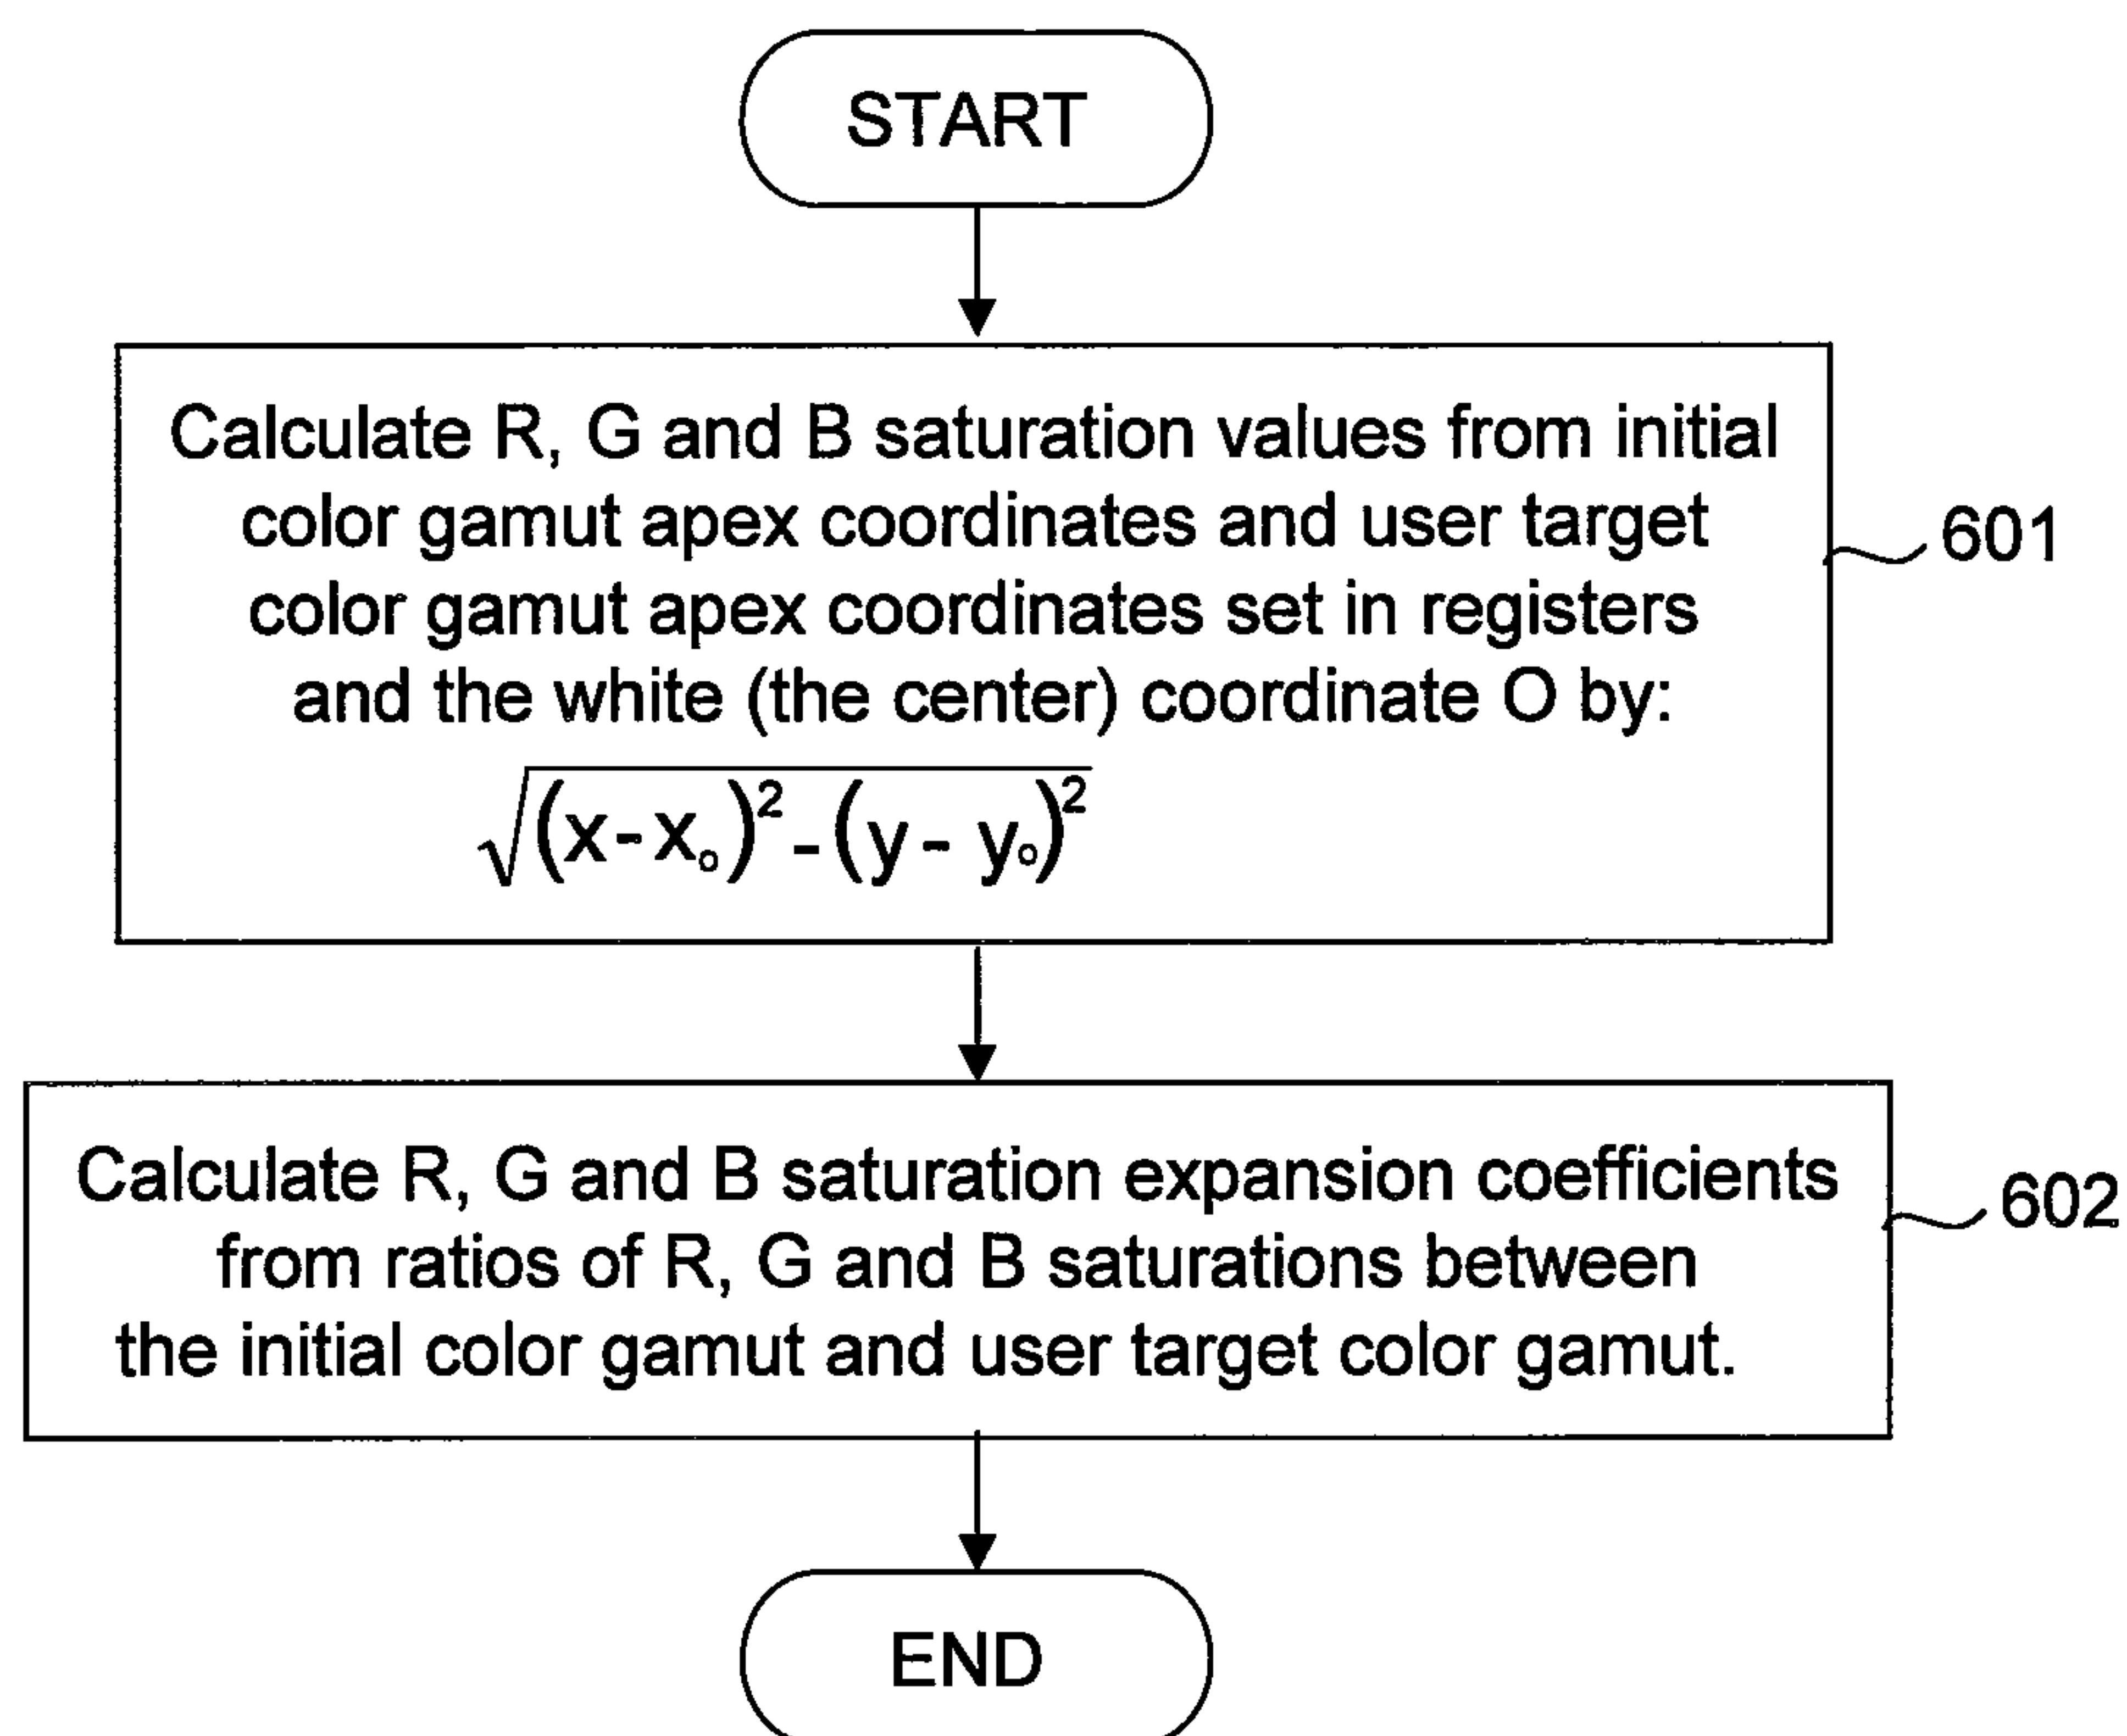 START
Calculate R, G and B saturation values from initial
color gamut apex coordinates and user target
color gamut apex coordinates set in registers
and the white (the center) coordinate O by:
√(x-x₀)²-(y-y₀)²
601
Calculate R, G and B saturation expansion coefficients
from ratios of R, G and B saturations between
the initial color gamut and user target color gamut.
602
END